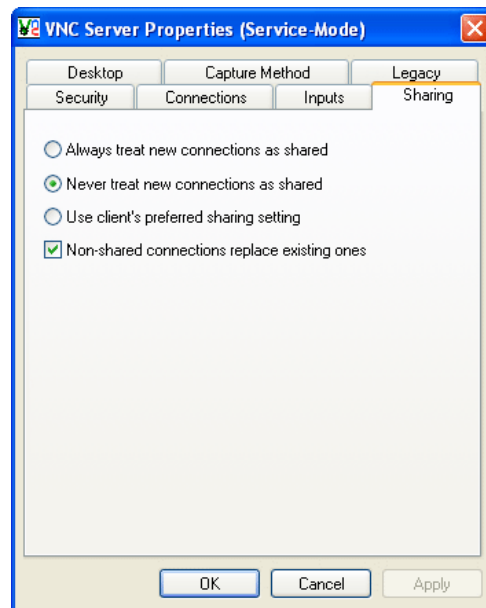 VNC Server Properties (Service-Mode)
Desktop Capture Method Legacy
Security Connections Inputs Sharing
Always treat new connections as shared
Never treat new connections as shared
Use client's preferred sharing setting
Non-shared connections replace existing ones
OK Cancel Apply